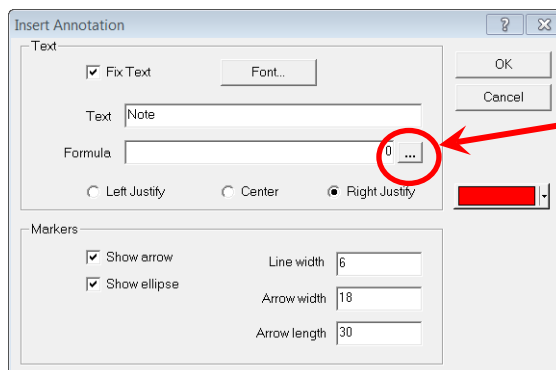 Insert Annotation
Text
Fix Text Font...
OK
Cancel
Text Note
Formula 0 ...
Left Justify Center Right Justify
Markers
Show arrow
Show ellipse
Line width 6
Arrow width 18
Arrow length 30